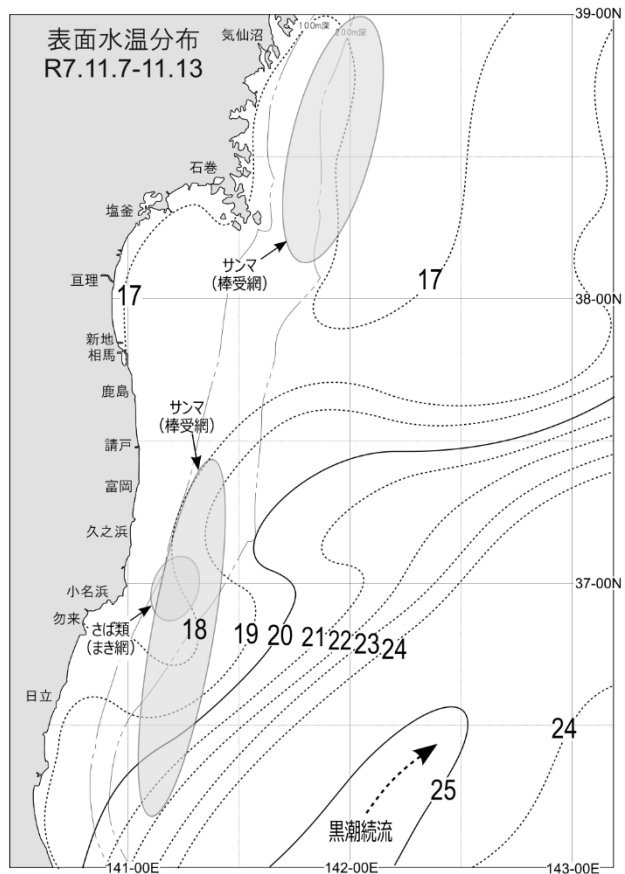 表面水温分布
R7.11.7-11.13
気仙沼
100m深
200m深
39-00N
石巻
塩釜
サンマ
(棒受網)
亘理
17
17
38-00N
新地
相馬
鹿島
サンマ
(棒受網)
請戸
富岡
久之浜
37-00N
小名浜
勿来
さば類
(まき網)
18
19
20
21
22
23
24
日立
24
25
黒潮続流
141-00E
142-00E
143-00E